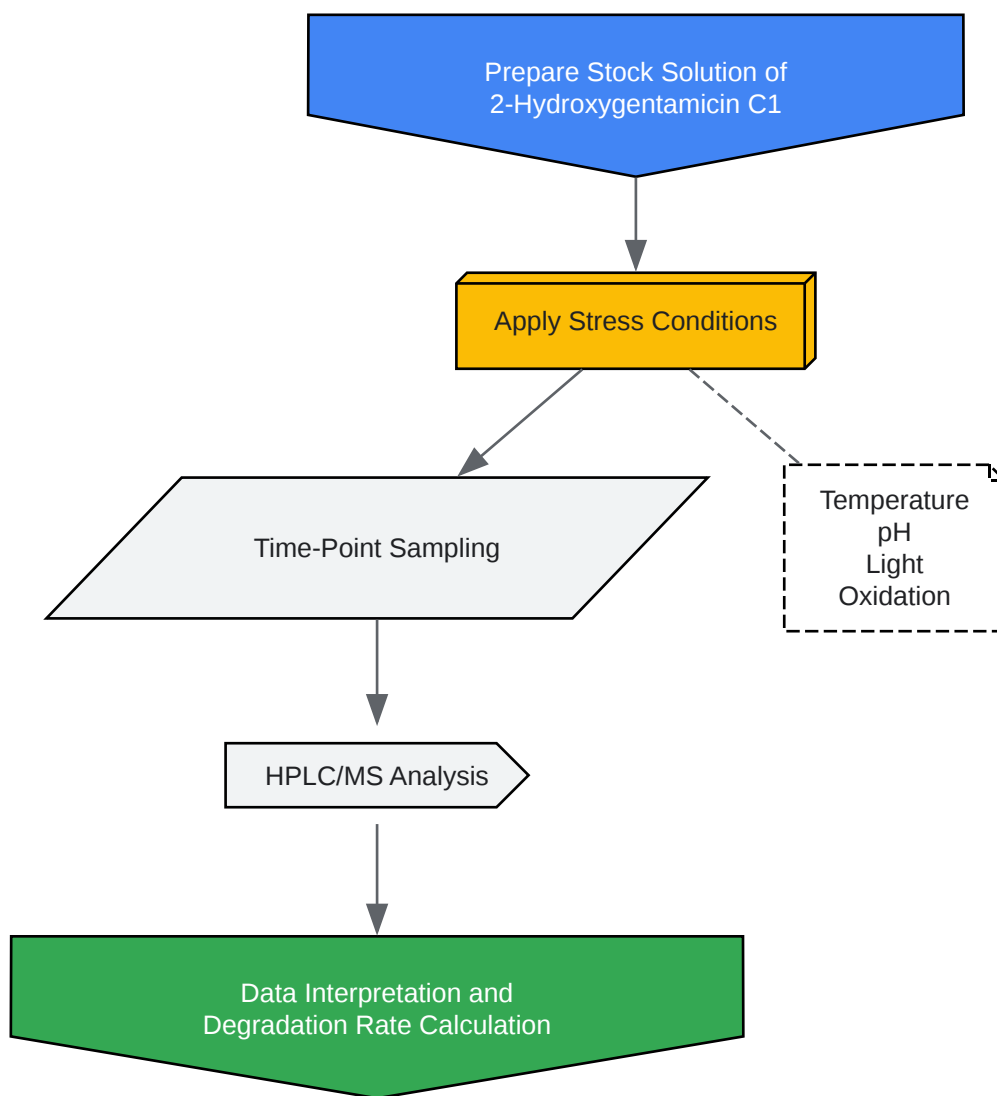 Prepare Stock Solution of
2-Hydroxygentamicin C1
Apply Stress Conditions
Temperature
pH
Light
Oxidation
Time-Point Sampling
HPLC/MS Analysis
Data Interpretation and
Degradation Rate Calculation